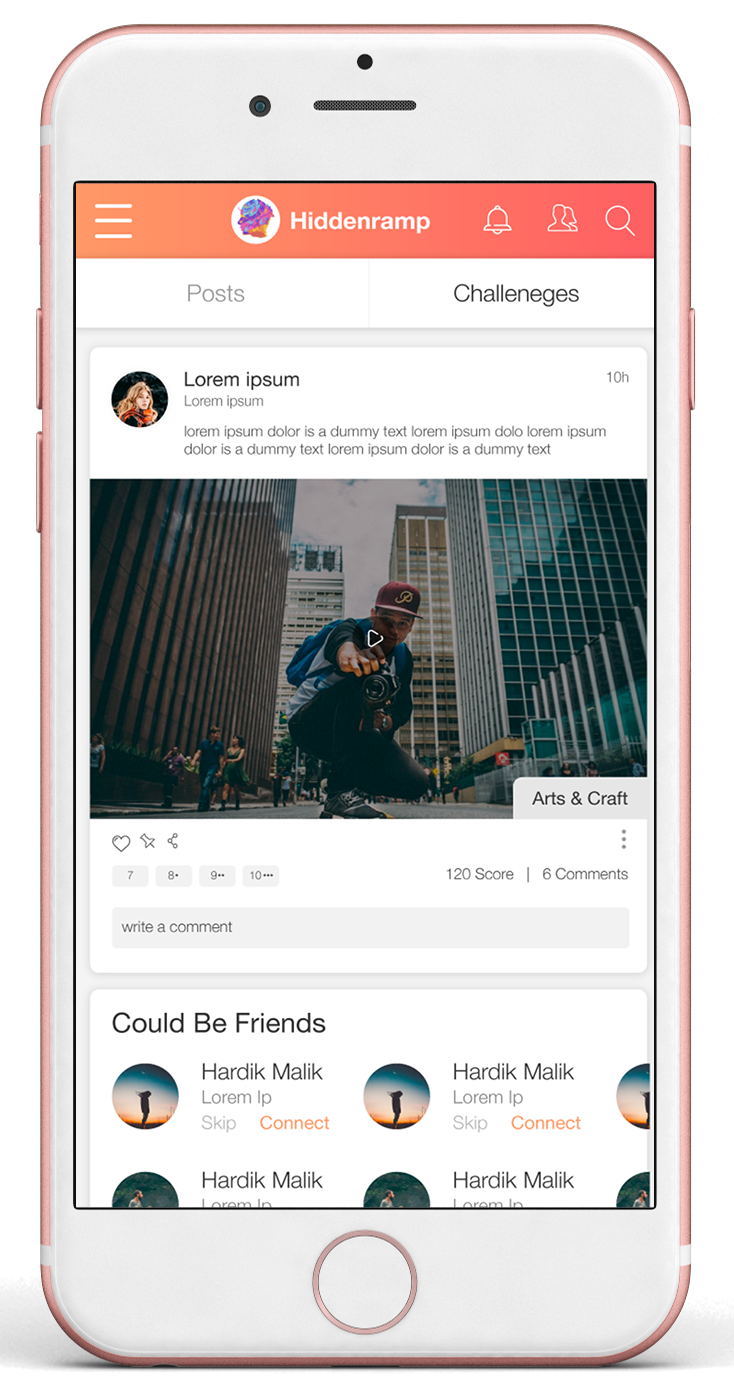 Hiddenramp
Posts
Challeneges
Lorem ipsum
10h
Lorem ipsum
lorem ipsum dolor is a dummy text lorem ipsum dolo lorem ipsum
dolor is a dummy text lorem ipsum dolor is a dummy text
Arts & Craft
7 8• 9•• 10•••
120 Score | 6 Comments
write a comment
Could Be Friends
Hardik Malik
Lorem Ip
Skip Connect
Hardik Malik
Lorem Ip
Skip Connect
Hardik Malik
Lorem Ip
Hardik Malik
Lorem Ip